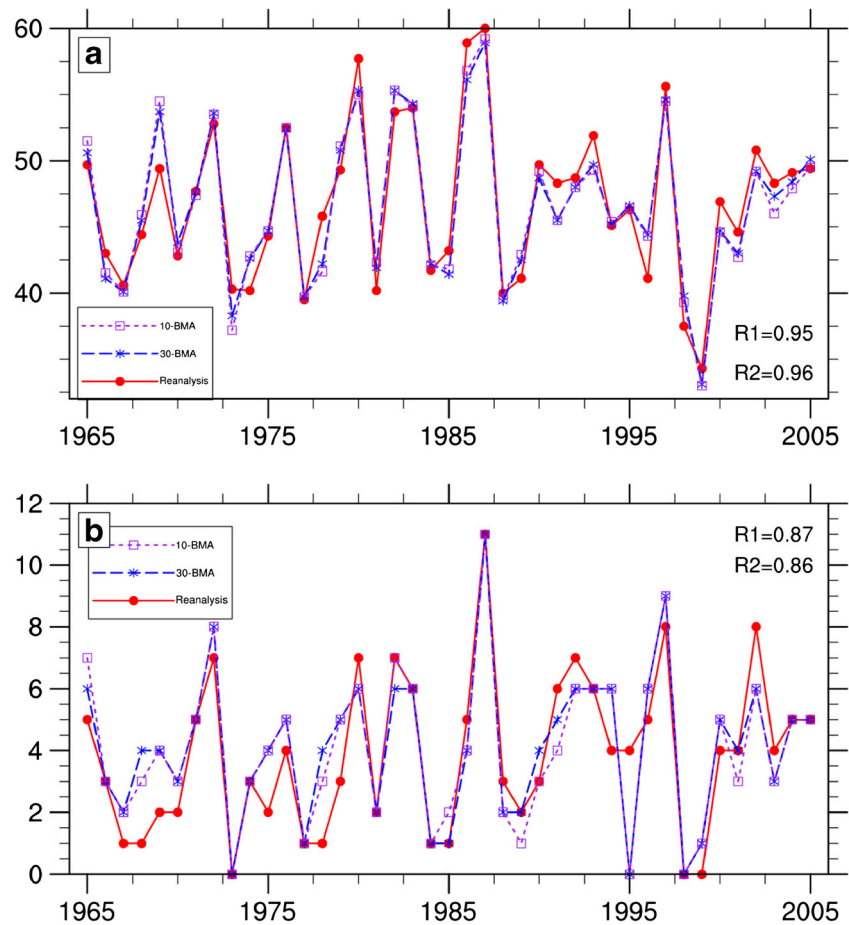 a
60
50
40
10-BMA
30-BMA
Reanalysis
R1=0.95
R2=0.96
1965 1975 1985 1995 2005
b
12
10
8
6
4
2
0
10-BMA
30-BMA
Reanalysis
R1=0.87
R2=0.86
1965 1975 1985 1995 2005